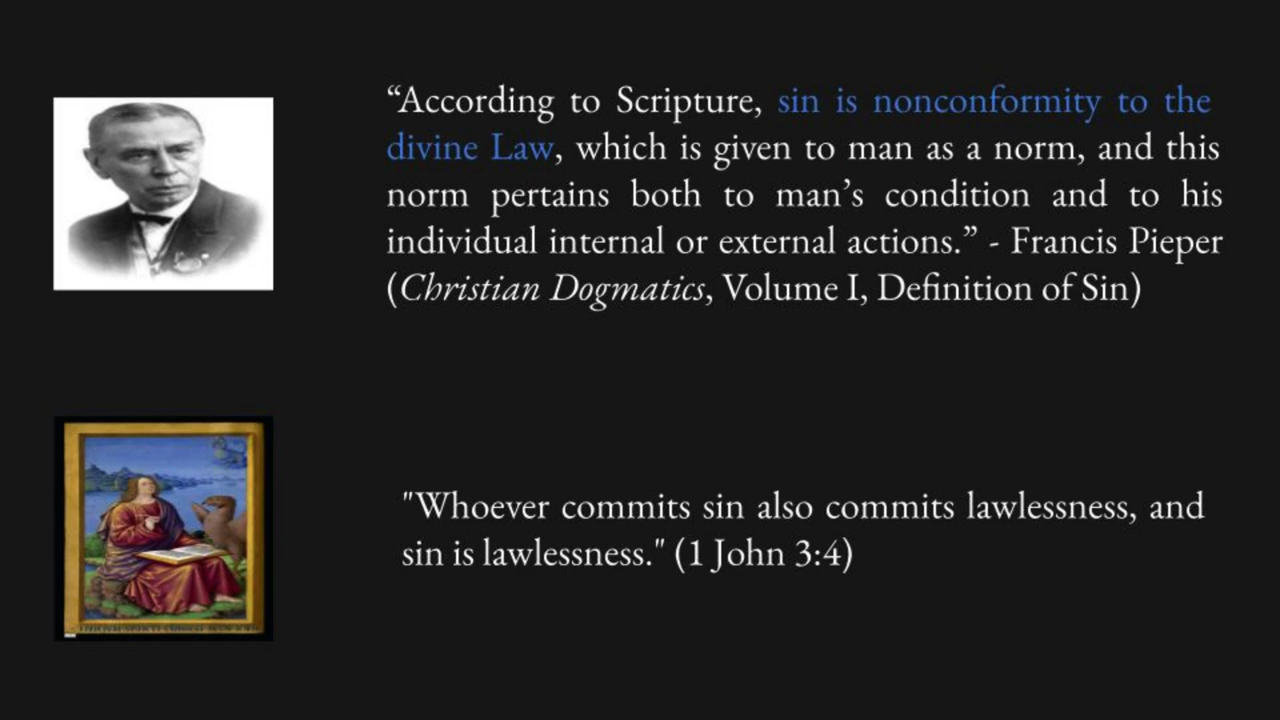 “According to Scripture, sin is nonconformity to the
divine Law, which is given to man as a norm, and this
norm pertains both to man’s condition and to his
individual internal or external actions.” - Francis Pieper
(Christian Dogmatics, Volume I, Definition of Sin)
"Whoever commits sin also commits lawlessness, and
sin is lawlessness." (1 John 3:4)